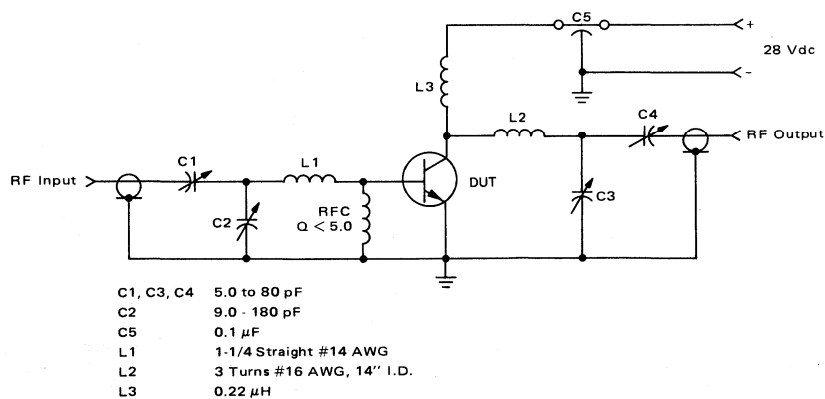 C5
+
28 Vdc
-
L3
L2
C4
RF Output
C1
L1
RF Input
DUT
C3
C2
RFC
Q < 5.0
C1, C3, C4 5.0 to 80 pF
C2 9.0 - 180 pF
C5 0.1 μF
L1 1-1/4 Straight #14 AWG
L2 3 Turns #16 AWG, 14'' I.D.
L3 0.22 μH